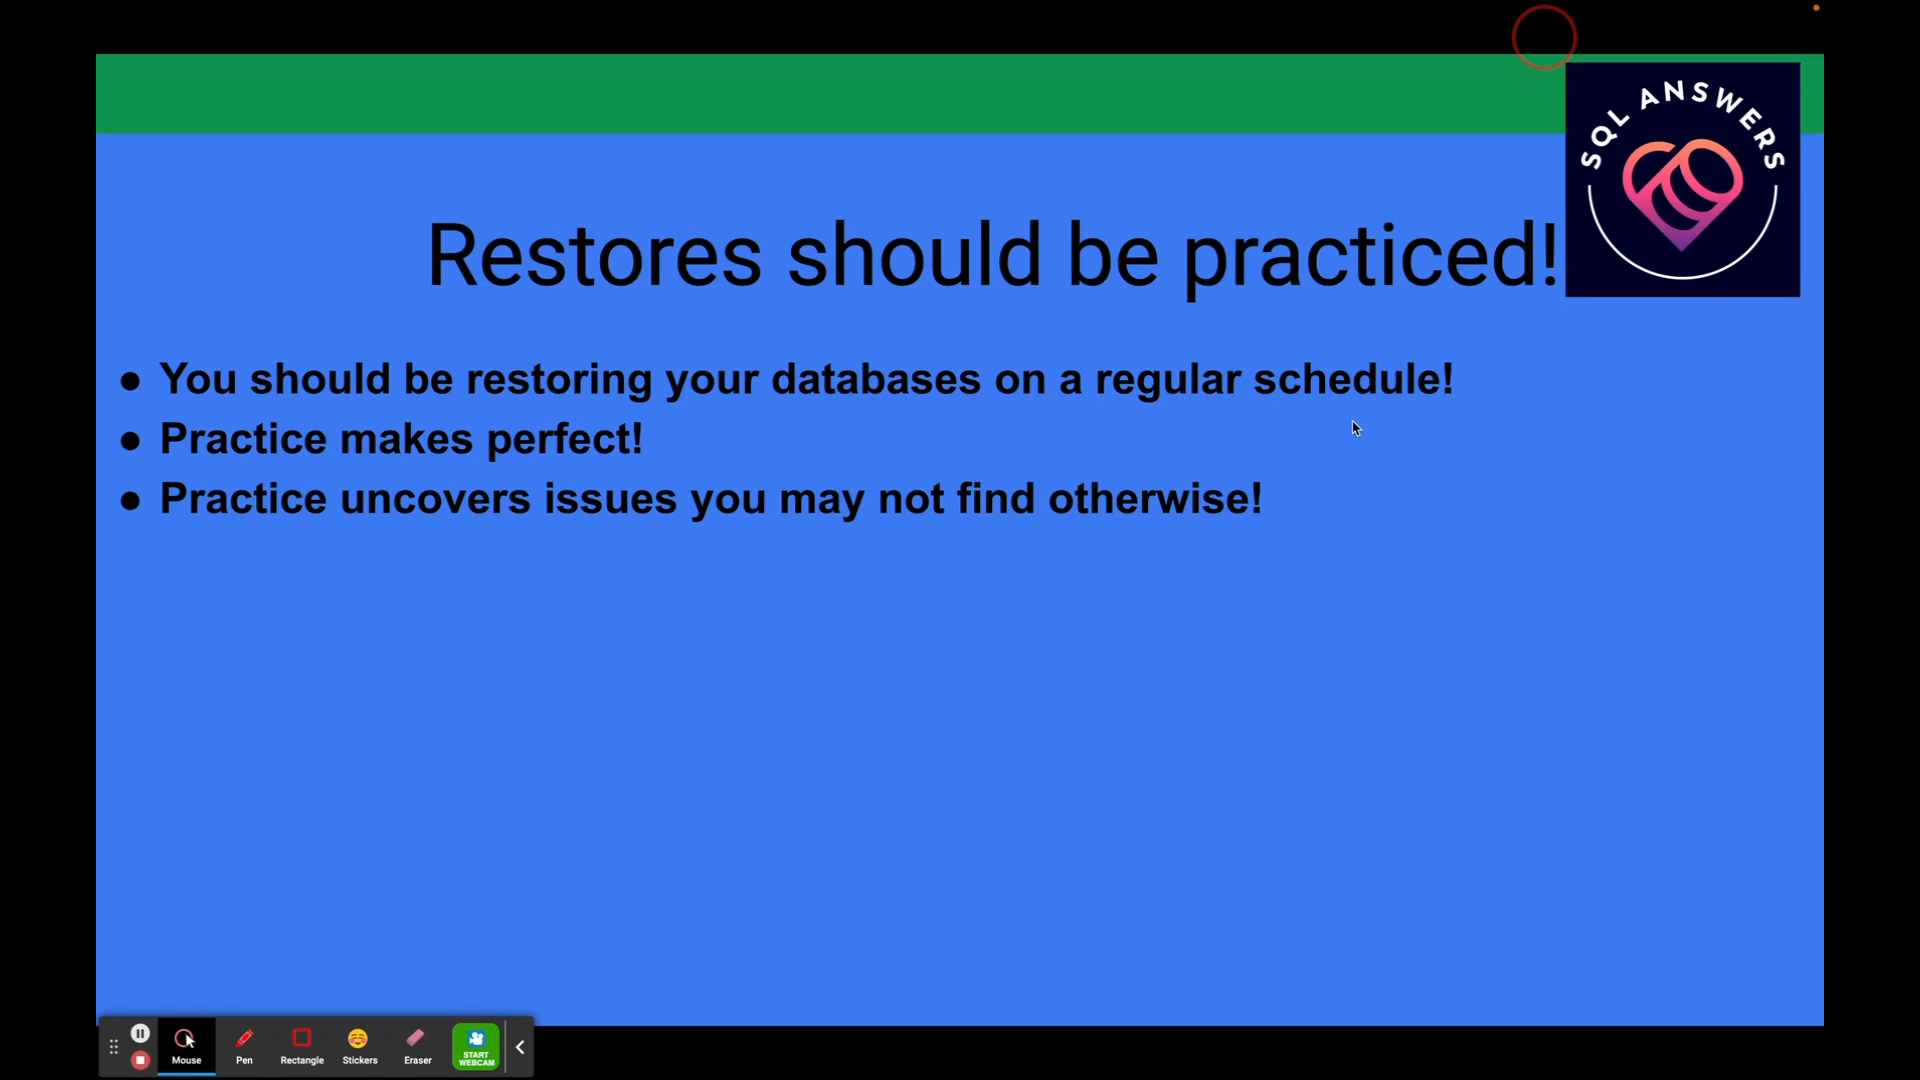 SQL ANSWERS
Restores should be practiced!
● You should be restoring your databases on a regular schedule!
● Practice makes perfect!
● Practice uncovers issues you may not find otherwise!
Mouse
Pen
Rectangle
Stickers
Eraser
START
WEBCAM